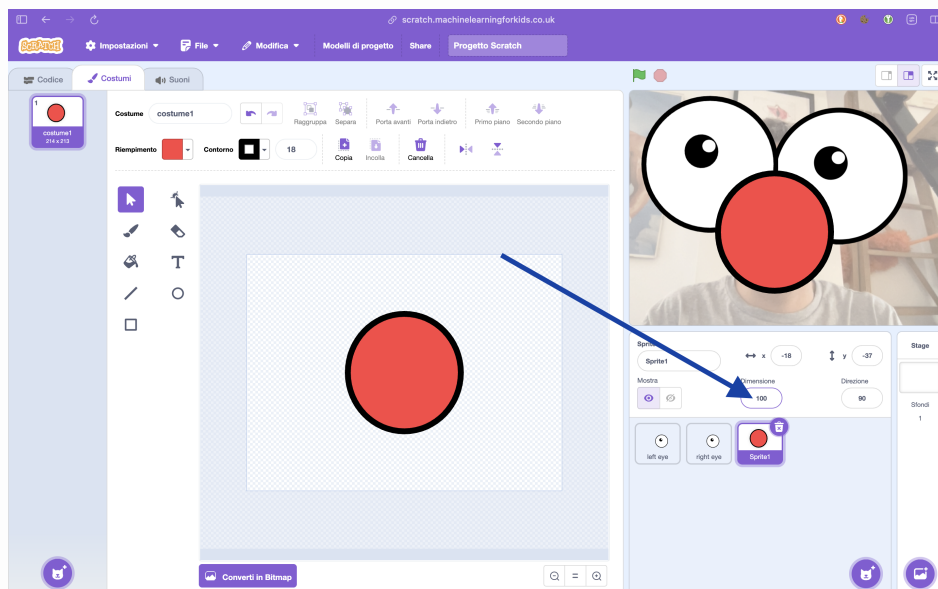 scratch.machinelearningforkids.co.uk
SCRATCH Impostazioni File Modifica Modelli di progetto Share Progetto Scratch
Codice Costumi Suoni
1
costume1
214 x 213
Costume costume1 Raggruppa Separa Porta avanti Porta indietro Primo piano Secondo piano
Riempimento Contorno 18 Copia Incolla Cancella
T
Converti in Bitmap
=
Sprite
Sprite1 x -18 y -37
Mostra Dimensione Direzione
100 90
left eye right eye Sprite1
Stage
Sfondi
1